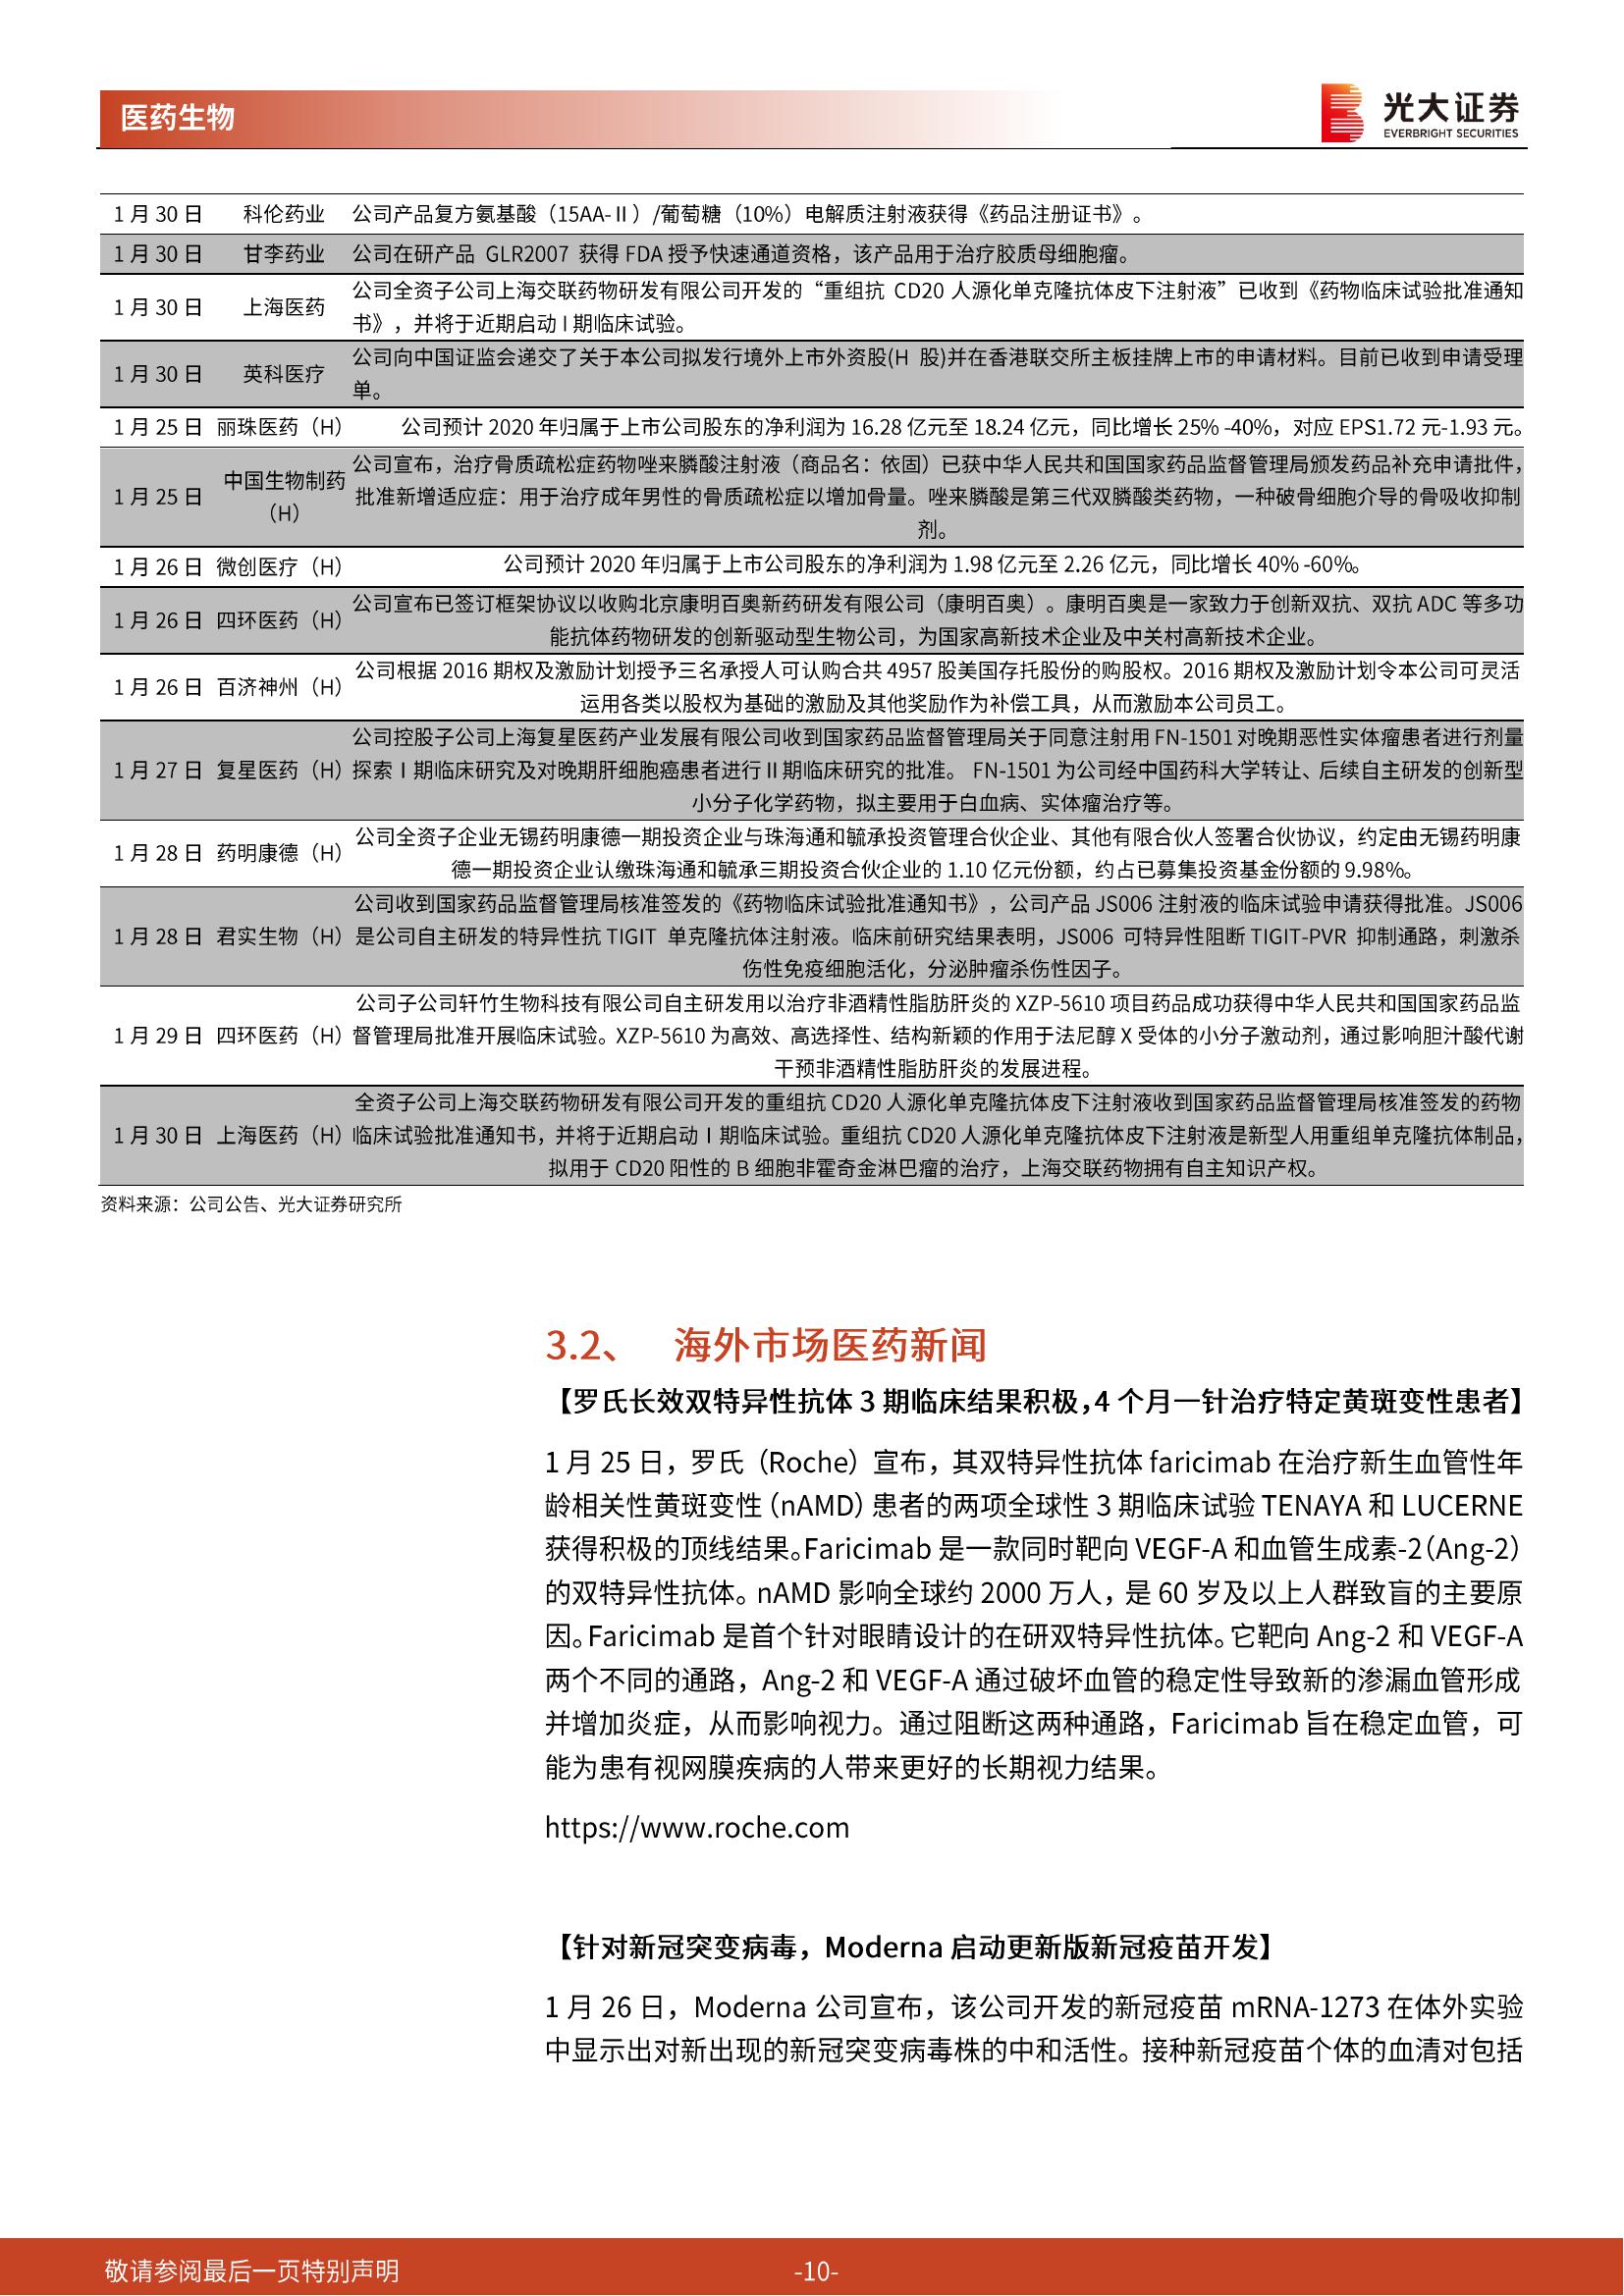 医药生物
光大证券
EVERBRIGHT SECURITIES
1 月 30 日 科伦药业 公司产品复方氨基酸（15AA-Ⅱ）/葡萄糖（10%）电解质注射液获得《药品注册证书》。
1 月 30 日 甘李药业 公司在研产品 GLR2007 获得 FDA 授予快速通道资格，该产品用于治疗胶质母细胞瘤。
1 月 30 日 上海医药 公司全资子公司上海交联药物研发有限公司开发的“重组抗 CD20 人源化单克隆抗体皮下注射液”已收到《药物临床试验批准通知
书》，并将于近期启动 I 期临床试验。
1 月 30 日 英科医疗 公司向中国证监会递交了关于本公司拟发行境外上市外资股(H 股)并在香港联交所主板挂牌上市的申请材料。目前已收到申请受理
单。
1 月 25 日 丽珠医药（H） 公司预计 2020 年归属于上市公司股东的净利润为 16.28 亿元至 18.24 亿元，同比增长 25% -40%，对应 EPS1.72 元-1.93 元。
1 月 25 日 中国生物制药（H） 公司宣布，治疗骨质疏松症药物唑来膦酸注射液（商品名：依固）已获中华人民共和国国家药品监督管理局颁发药品补充申请批件，
批准新增适应症：用于治疗成年男性的骨质疏松症以增加骨量。唑来膦酸是第三代双膦酸类药物，一种破骨细胞介导的骨吸收抑制
剂。
1 月 26 日 微创医疗（H） 公司预计 2020 年归属于上市公司股东的净利润为 1.98 亿元至 2.26 亿元，同比增长 40% -60%。
1 月 26 日 四环医药（H） 公司宣布已签订框架协议以收购北京康明百奥新药研发有限公司（康明百奥）。康明百奥是一家致力于创新双抗、双抗 ADC 等多功
能抗体药物研发的创新驱动型生物公司，为国家高新技术企业及中关村高新技术企业。
1 月 26 日 百济神州（H） 公司根据 2016 期权及激励计划授予三名承授人可认购合共 4957 股美国存托股份的购股权。2016 期权及激励计划令本公司可灵活
运用各类以股权为基础的激励及其他奖励作为补偿工具，从而激励本公司员工。
1 月 27 日 复星医药（H） 公司控股子公司上海复星医药产业发展有限公司收到国家药品监督管理局关于同意注射用 FN-1501 对晚期恶性实体瘤患者进行剂量
探索 I 期临床研究及对晚期肝细胞癌患者进行 II 期临床研究的批准。 FN-1501 为公司经中国药科大学转让、后续自主研发的创新型
小分子化学药物，拟主要用于白血病、实体瘤治疗等。
1 月 28 日 药明康德（H） 公司全资子企业无锡药明康德一期投资企业与珠海通和毓承投资管理合伙企业、其他有限合伙人签署合伙协议，约定由无锡药明康
德一期投资企业认缴珠海通和毓承三期投资合伙企业的 1.10 亿元份额，约占已募集投资基金份额的 9.98%。
1 月 28 日 君实生物（H） 公司收到国家药品监督管理局核准签发的《药物临床试验批准通知书》，公司产品 JS006 注射液的临床试验申请获得批准。JS006
是公司自主研发的特异性抗 TIGIT 单克隆抗体注射液。临床前研究结果表明，JS006 可特异性阻断 TIGIT-PVR 抑制通路，刺激杀
伤性免疫细胞活化，分泌肿瘤杀伤性因子。
1 月 29 日 四环医药（H） 公司子公司轩竹生物科技有限公司自主研发用以治疗非酒精性脂肪肝炎的 XZP-5610 项目药品成功获得中华人民共和国国家药品监
督管理局批准开展临床试验。XZP-5610 为高效、高选择性、结构新颖的作用于法尼醇 X 受体的小分子激动剂，通过影响胆汁酸代谢
干预非酒精性脂肪肝炎的发展进程。
1 月 30 日 上海医药（H） 全资子公司上海交联药物研发有限公司开发的重组抗 CD20 人源化单克隆抗体皮下注射液收到国家药品监督管理局核准签发的药物
临床试验批准通知书，并将于近期启动 I 期临床试验。重组抗 CD20 人源化单克隆抗体皮下注射液是新型人用重组单克隆抗体制品，
拟用于 CD20 阳性的 B 细胞非霍奇金淋巴瘤的治疗，上海交联药物拥有自主知识产权。
资料来源：公司公告、光大证券研究所
3.2、 海外市场医药新闻
【罗氏长效双特异性抗体 3 期临床结果积极，4 个月一针治疗特定黄斑变性患者】
1 月 25 日，罗氏（Roche）宣布，其双特异性抗体 faricimab 在治疗新生血管性年
龄相关性黄斑变性（nAMD）患者的两项全球性 3 期临床试验 TENAYA 和 LUCERNE
获得积极的顶线结果。Faricimab 是一款同时靶向 VEGF-A 和血管生成素-2（Ang-2）
的双特异性抗体。nAMD 影响全球约 2000 万人，是 60 岁及以上人群致盲的主要原
因。Faricimab 是首个针对眼睛设计的在研双特异性抗体。它靶向 Ang-2 和 VEGF-A
两个不同的通路，Ang-2 和 VEGF-A 通过破坏血管的稳定性导致新的渗漏血管形成
并增加炎症，从而影响视力。通过阻断这两种通路，Faricimab 旨在稳定血管，可
能为患有视网膜疾病的人带来更好的长期视力结果。
https://www.roche.com
【针对新冠突变病毒，Moderna 启动更新版新冠疫苗开发】
1 月 26 日，Moderna 公司宣布，该公司开发的新冠疫苗 mRNA-1273 在体外实验
中显示出对新出现的新冠突变病毒株的中和活性。接种新冠疫苗个体的血清对包括
敬请参阅最后一页特别声明
-10-